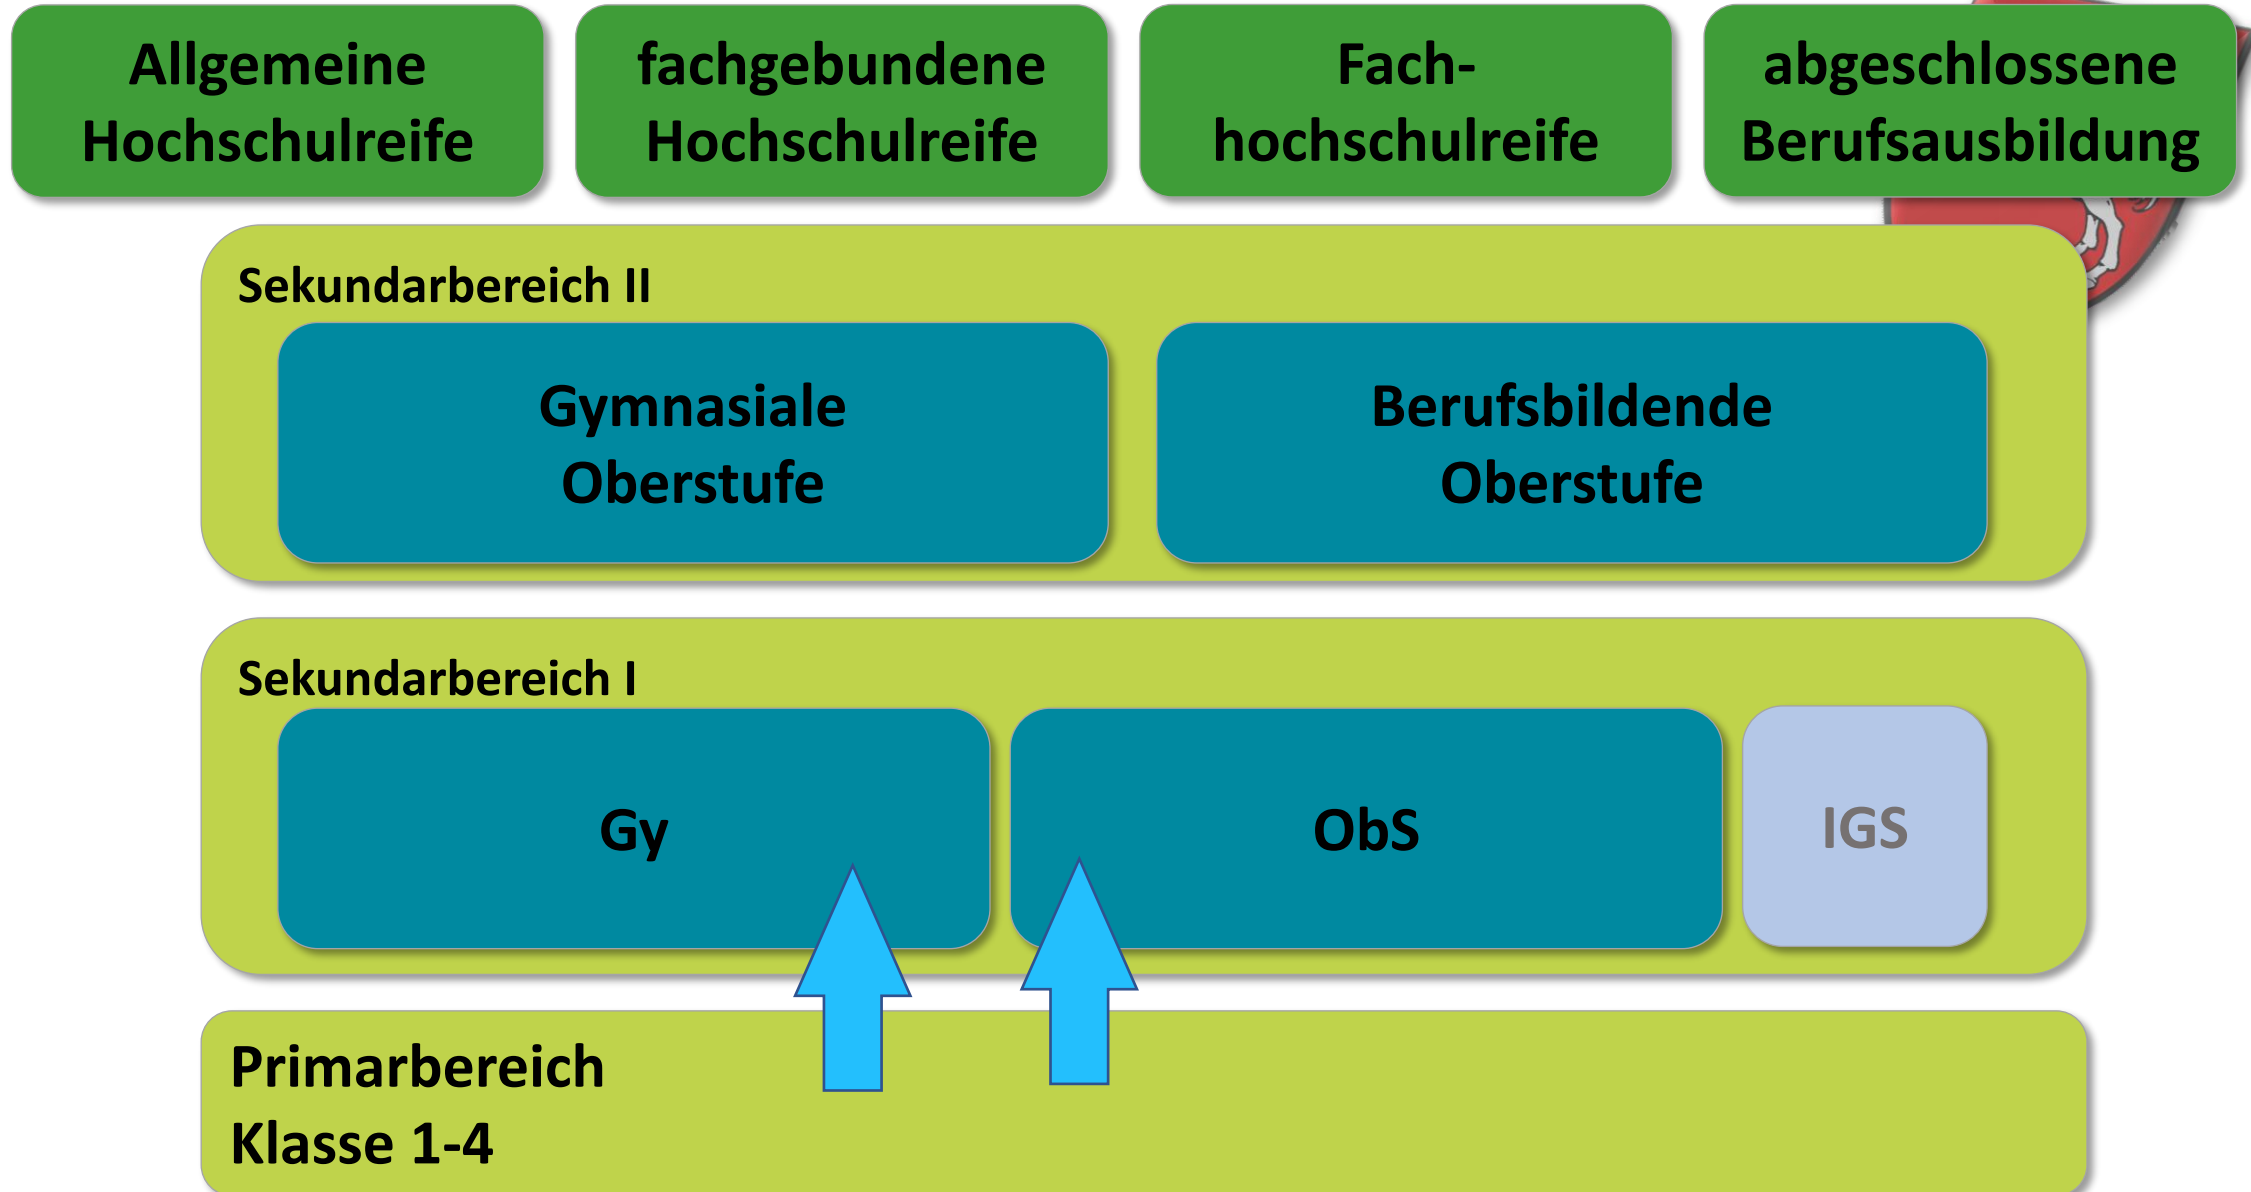 Allgemeine
Hochschulreife
fachgebundene
Hochschulreife
Fach-
hochschulreife
abgeschlossene
Berufsausbildung
Sekundarbereich II
Gymnasiale
Oberstufe
Berufsbildende
Oberstufe
Sekundarbereich I
Gy
ObS
IGS
Primarbereich
Klasse 1-4